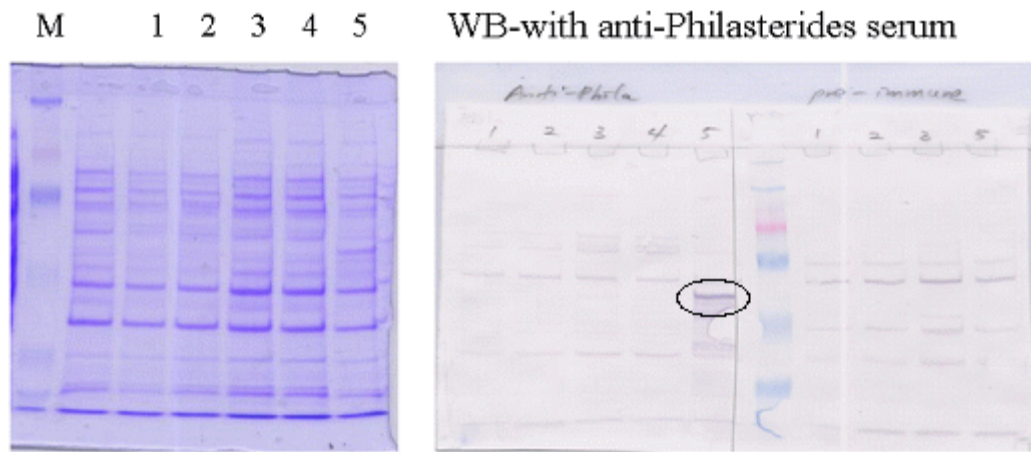 M 1 2 3 4 5
WB-with anti-Philasterides serum
Anti-Phila
pre-immune
1 2 3 4 5
1 2 3 5